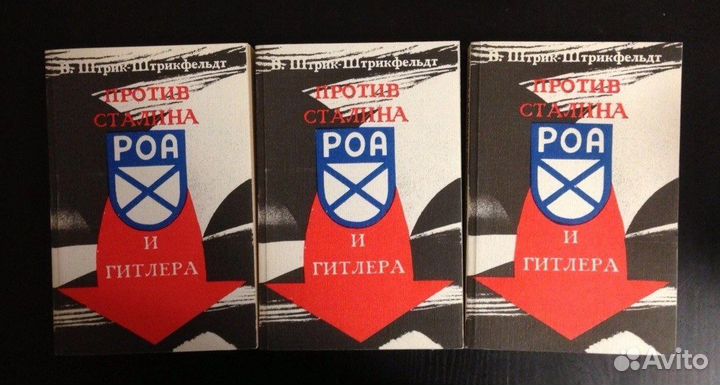 В. Штрик-Штрикфельдт
ПРОТИВ
СТАЛИНА
РОА
И
ГИТЛЕРА
В. Штрик-Штрикфельдт
ПРОТИВ
СТАЛИНА
РОА
И
ГИТЛЕРА
В. Штрик-Штрикфельдт
ПРОТИВ
СТАЛИНА
РОА
И
ГИТЛЕРА
Avito